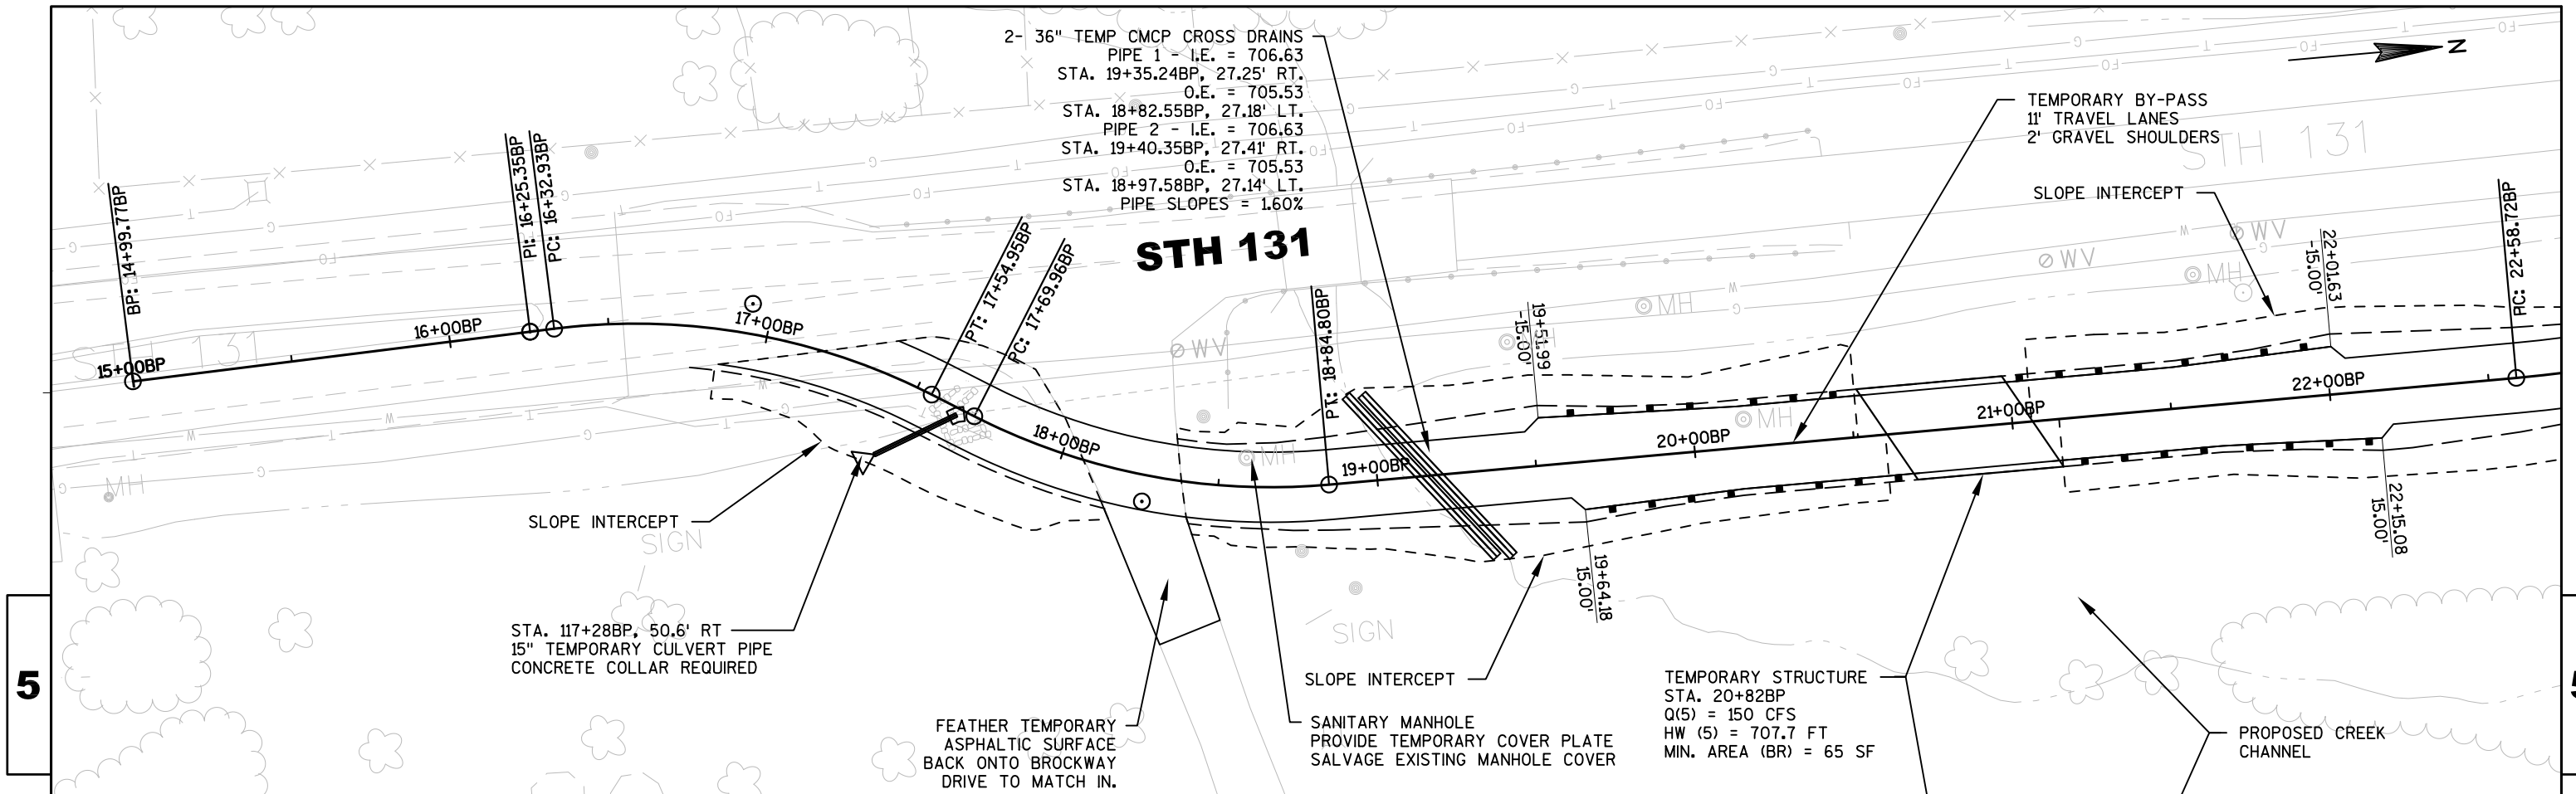 2- 36" TEMP CMCP CROSS DRAINS
PIPE 1 - I.E. = 706.63
STA. 19+35.24BP, 27.25' RT.
O.E. = 705.53
STA. 18+82.55BP, 27.18' LT.
PIPE 2 - I.E. = 706.63
STA. 19+40.35BP, 27.41' RT.
O.E. = 705.53
STA. 18+97.58BP, 27.14' LT.
PIPE SLOPES = 1.60%
N
TEMPORARY BY-PASS
11' TRAVEL LANES
2' GRAVEL SHOULDERS
STH 131
SLOPE INTERCEPT
STH 131
BP: 14+99.77BP
PI: 16+25.35BP
PC: 16+32.93BP
PT: 17+54.95BP
PC: 17+69.96BP
PT: 18+84.80BP
19+51.99
-15.00'
22+01.63
-15.00'
PC: 22+58.72BP
WV
WV
MH
MH
MH
WV
MH
MH
MH
STH 131
15+00BP
16+00BP
17+00BP
18+00BP
19+00BP
20+00BP
21+00BP
22+00BP
19+64.18
15.00'
22+15.08
15.00'
SLOPE INTERCEPT
SIGN
STA. 117+28BP, 50.6' RT
15" TEMPORARY CULVERT PIPE
CONCRETE COLLAR REQUIRED
SIGN
SLOPE INTERCEPT
FEATHER TEMPORARY
ASPHALTIC SURFACE
BACK ONTO BROCKWAY
DRIVE TO MATCH IN.
SANITARY MANHOLE
PROVIDE TEMPORARY COVER PLATE
SALVAGE EXISTING MANHOLE COVER
TEMPORARY STRUCTURE
STA. 20+82BP
Q(5) = 150 CFS
HW (5) = 707.7 FT
MIN. AREA (BR) = 65 SF
PROPOSED CREEK
CHANNEL
5